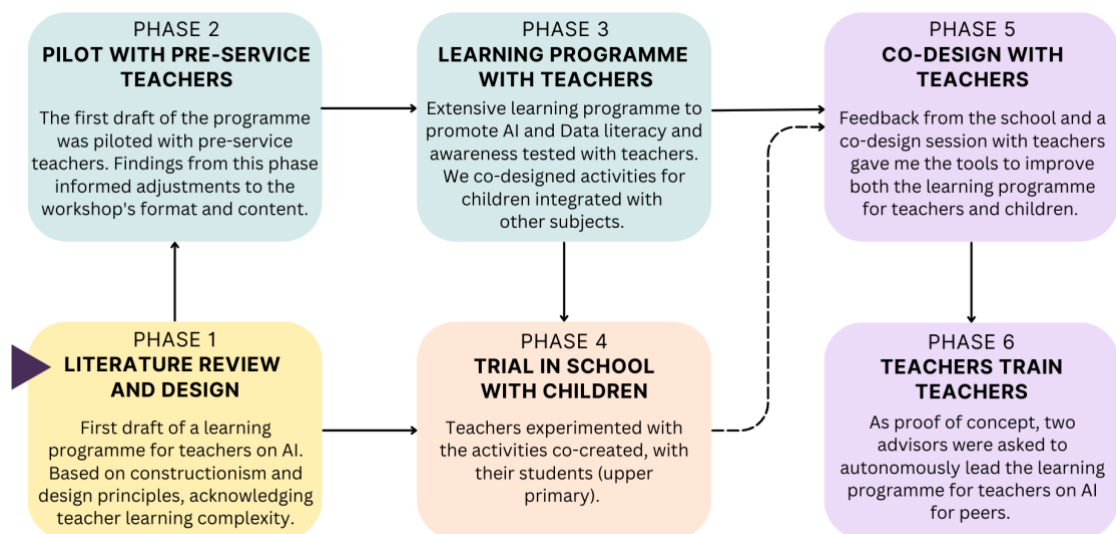 PHASE 2
PILOT WITH PRE-SERVICE
TEACHERS
The first draft of the programme
was piloted with pre-service
teachers. Findings from this phase
informed adjustments to the
workshop's format and content.
PHASE 3
LEARNING PROGRAMME
WITH TEACHERS
Extensive learning programme to
promote AI and Data literacy and
awareness tested with teachers.
We co-designed activities for
children integrated with
other subjects.
PHASE 5
CO-DESIGN WITH
TEACHERS
Feedback from the school and a
co-design session with teachers
gave me the tools to improve
both the learning programme
for teachers and children.
PHASE 1
LITERATURE REVIEW
AND DESIGN
First draft of a learning
programme for teachers on AI.
Based on constructionism and
design principles, acknowledging
teacher learning complexity.
PHASE 4
TRIAL IN SCHOOL
WITH CHILDREN
Teachers experimented with
the activities co-created, with
their students (upper
primary).
PHASE 6
TEACHERS TRAIN
TEACHERS
As proof of concept, two
advisors were asked to
autonomously lead the learning
programme for teachers on AI
for peers.